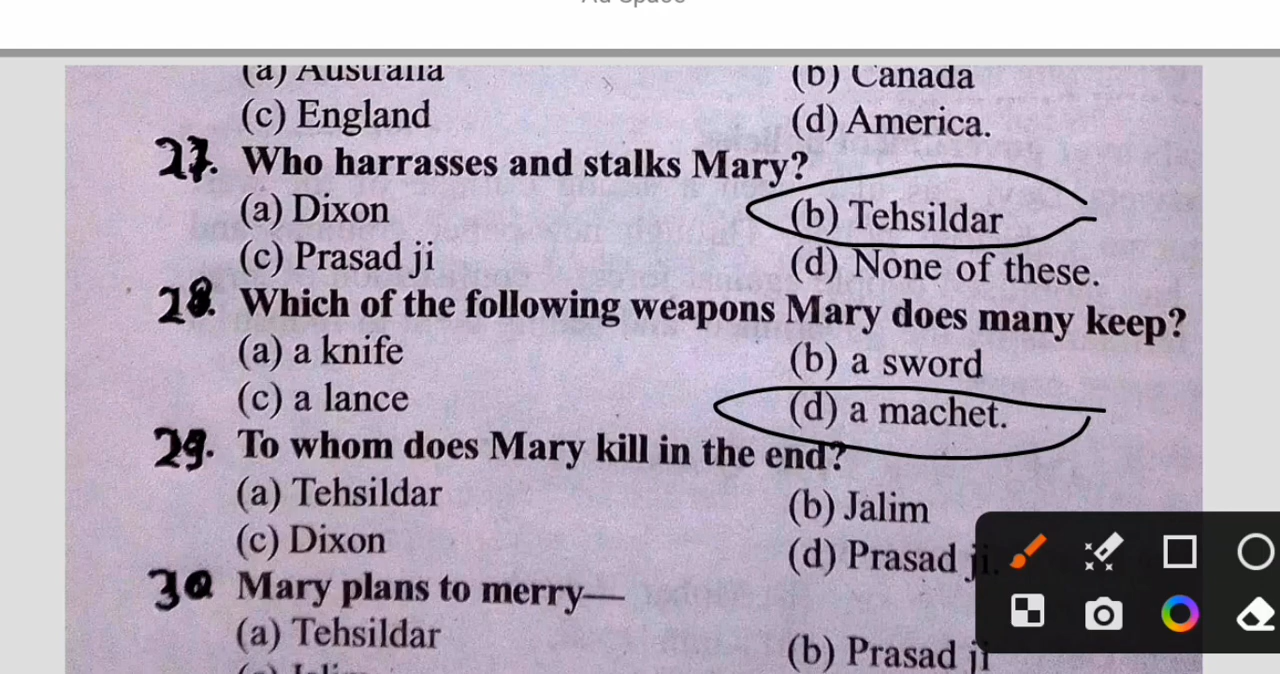 Ad Space
(a) Australia (b) Canada
(c) England (d) America.
27. Who harrasses and stalks Mary?
(a) Dixon (b) Tehsildar
(c) Prasad ji (d) None of these.
28. Which of the following weapons Mary does many keep?
(a) a knife (b) a sword
(c) a lance (d) a machet.
29. To whom does Mary kill in the end?
(a) Tehsildar (b) Jalim
(c) Dixon (d) Prasad ji.
30 Mary plans to merry—
(a) Tehsildar (b) Prasad ji